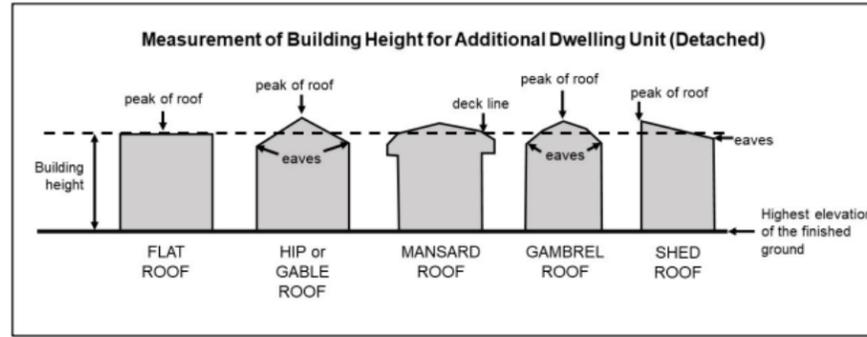 Measurement of Building Height for Additional Dwelling Unit (Detached)
peak of roof
peak of roof
deck line
peak of roof
peak of roof
eaves
eaves
eaves
Building
height
Highest elevation
of the finished
ground
FLAT
ROOF
HIP or
GABLE
ROOF
MANSARD
ROOF
GAMBREL
ROOF
SHED
ROOF